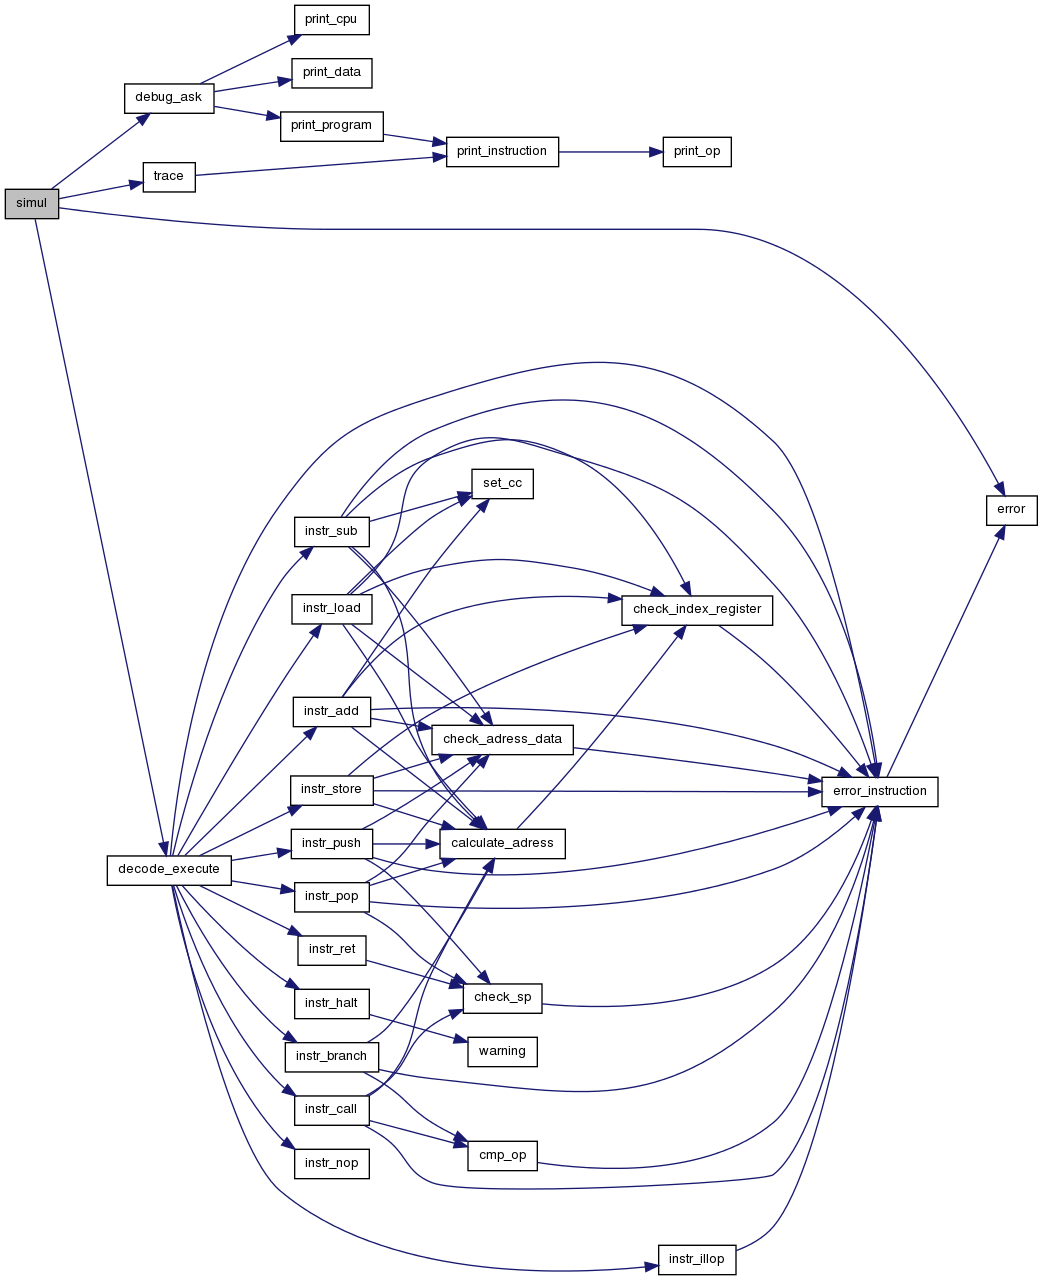 print_cpu
print_data
debug_ask
print_program
print_instruction
print_op
trace
simul
set_cc
error
instr_sub
instr_load
check_index_register
instr_add
check_adress_data
instr_store
error_instruction
instr_push
calculate_adress
decode_execute
instr_pop
instr_ret
check_sp
instr_halt
warning
instr_branch
instr_call
cmp_op
instr_nop
instr_illop